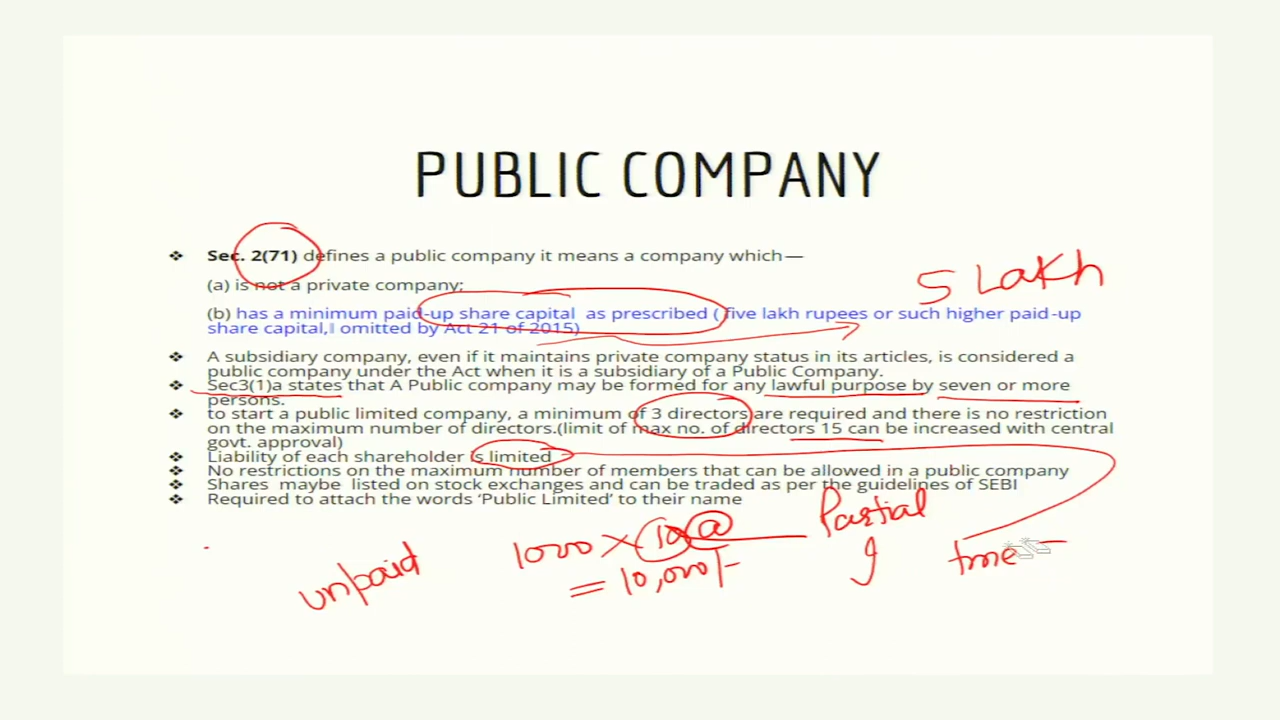 PUBLIC COMPANY
❖ Sec. 2(71) defines a public company it means a company which—
(a) is not a private company;
5 Lakh
(b) has a minimum paid-up share capital as prescribed ( five lakh rupees or such higher paid-up
share capital, omitted by Act 21 of 2015)
❖ A subsidiary company, even if it maintains private company status in its articles, is considered a
public company under the Act when it is a subsidiary of a Public Company.
❖ Sec3(1)a states that A Public company may be formed for any lawful purpose by seven or more
persons.
❖ to start a public limited company, a minimum of 3 directors are required and there is no restriction
on the maximum number of directors.(limit of max no. of directors 15 can be increased with central
govt. approval)
❖ Liability of each shareholder is limited
❖ No restrictions on the maximum number of members that can be allowed in a public company
❖ Shares maybe listed on stock exchanges and can be traded as per the guidelines of SEBI
❖ Required to attach the words ‘Public Limited’ to their name
Partial
1000 × 10 @
unpaid
= 10,000/-